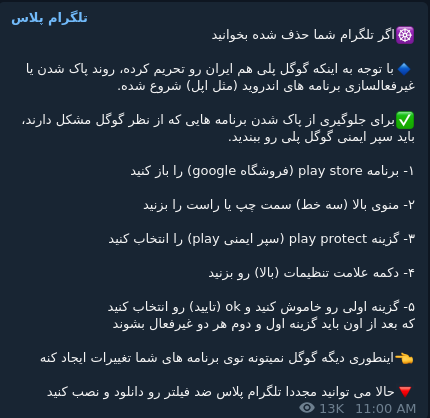 تلگرام پلاس
☸️اگر تلگرام شما حذف شده بخوانید
🔹 با توجه به اینکه گوگل پلی هم ایران رو تحریم کرده، روند پاک شدن یا
غیرفعالسازی برنامه های اندروید (مثل اپل) شروع شده.
✅برای جلوگیری از پاک شدن برنامه هایی که از نظر گوگل مشکل دارند،
باید سپر ایمنی گوگل پلی رو ببندید.
۱- برنامه play store (فروشگاه google) را باز کنید
۲- منوی بالا (سه خط) سمت چپ یا راست را بزنید
۳- گزینه play protect (سپر ایمنی play) را انتخاب کنید
۴- دکمه علامت تنظیمات (بالا) رو بزنید
۵- گزینه اولی رو خاموش کنید و ok (تایید) رو انتخاب کنید
که بعد از اون باید گزینه اول و دوم هر دو غیرفعال بشوند
👈اینطوری دیگه گوگل نمیتونه توی برنامه های شما تغییرات ایجاد کنه
🔻حالا می توانید مجددا تلگرام پلاس ضد فیلتر رو دانلود و نصب کنید
13K 11:00 AM